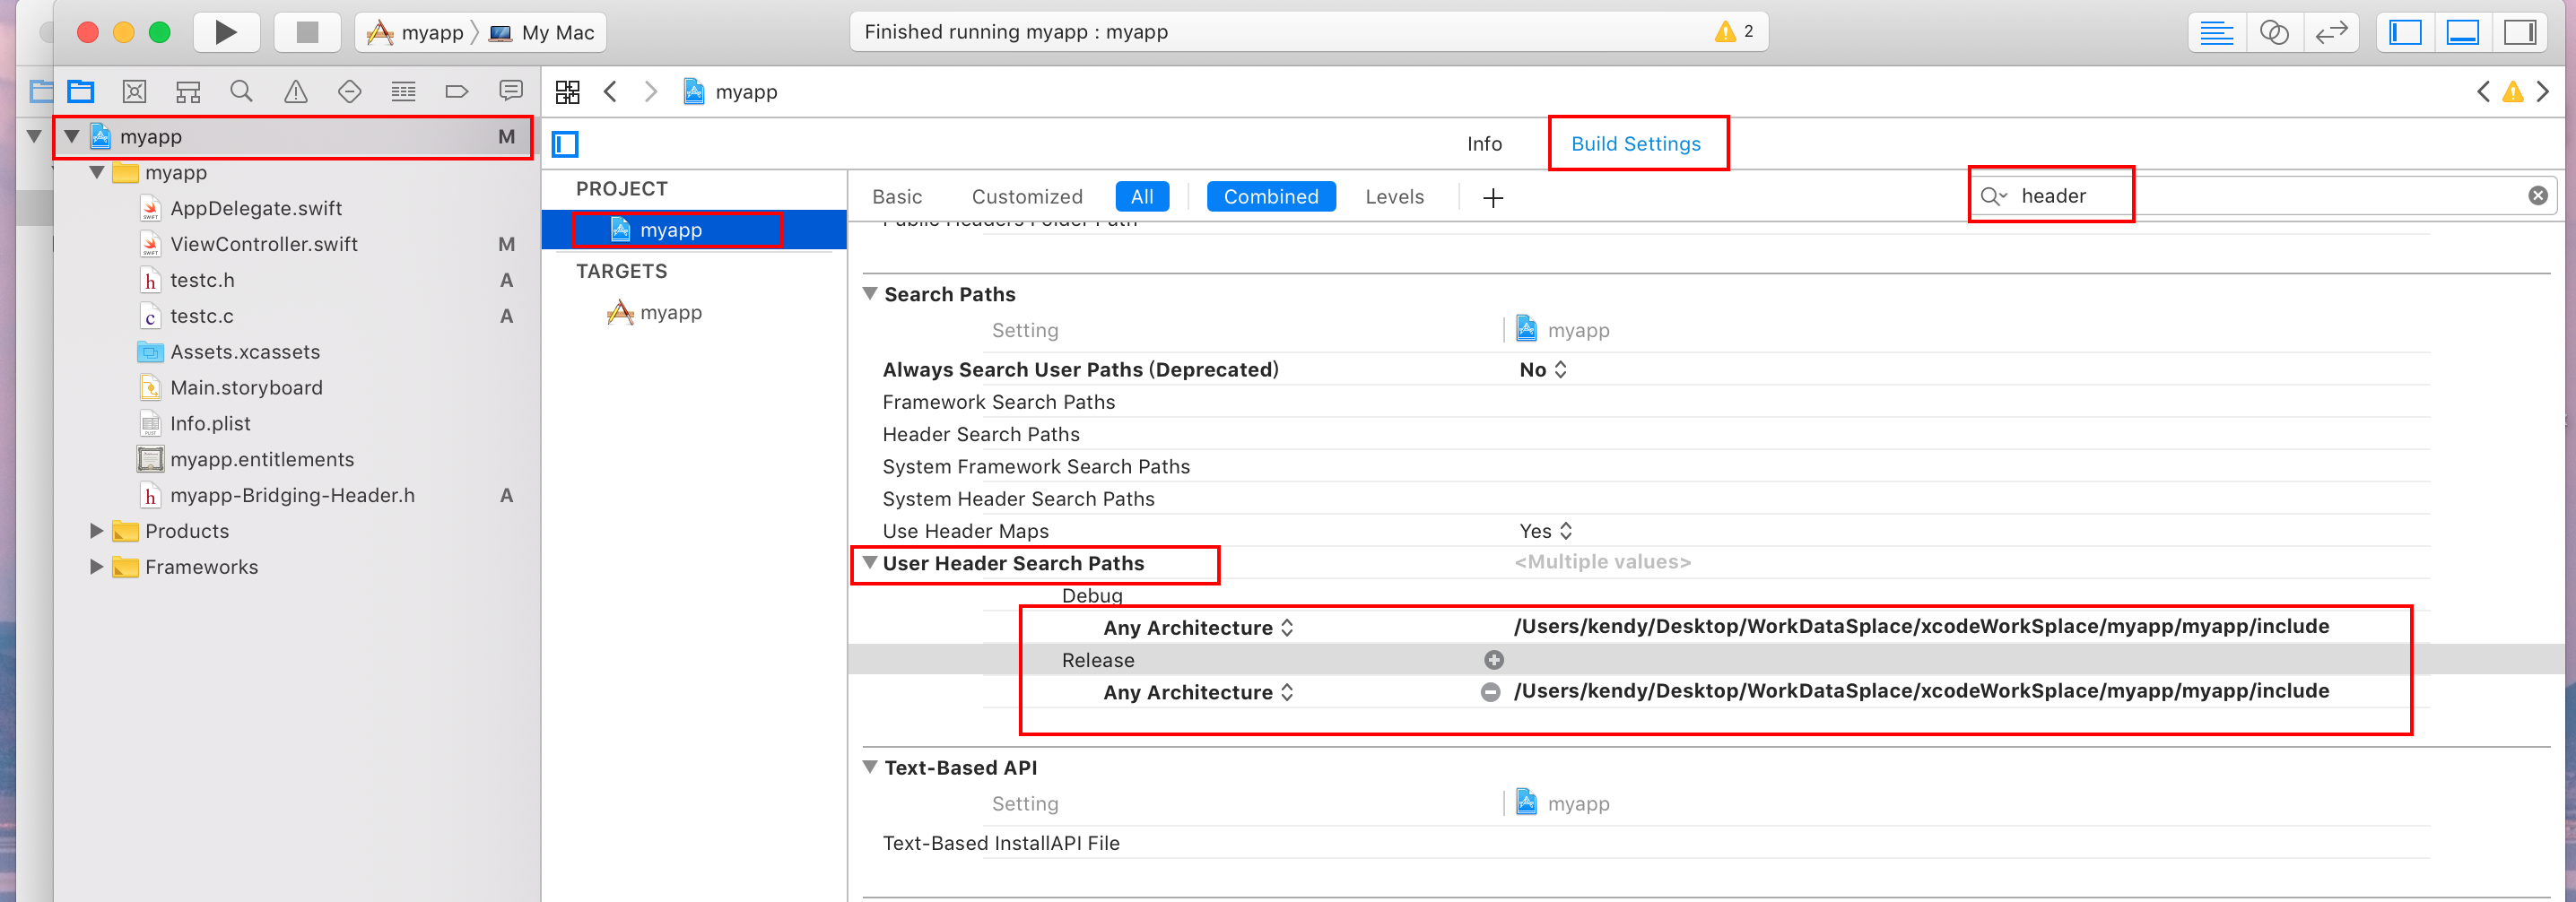 myapp 〉 My Mac
Finished running myapp : myapp
2
myapp
myapp M
myapp
AppDelegate.swift
ViewController.swift M
testc.h A
testc.c A
Assets.xcassets
Main.storyboard
Info.plist
myapp.entitlements
myapp-Bridging-Header.h A
Products
Frameworks
Info Build Settings
PROJECT
myapp
TARGETS
myapp
Basic Customized All Combined Levels +
header
Public Headers Folder Path
Search Paths
Setting myapp
Always Search User Paths (Deprecated) No
Framework Search Paths
Header Search Paths
System Framework Search Paths
System Header Search Paths
Use Header Maps Yes
User Header Search Paths <Multiple values>
Debug
Any Architecture /Users/kendy/Desktop/WorkDataSplace/xcodeWorkSplace/myapp/myapp/include
Release
Any Architecture /Users/kendy/Desktop/WorkDataSplace/xcodeWorkSplace/myapp/myapp/include
Text-Based API
Setting myapp
Text-Based InstallAPI File